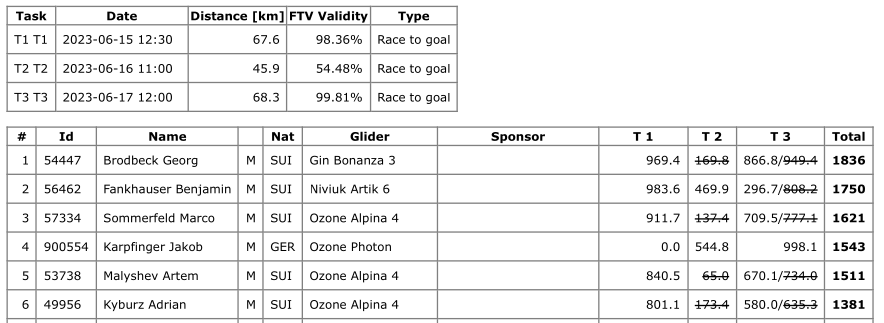 Task Date Distance [km] FTV Validity Type
T1 T1 2023-06-15 12:30 67.6 98.36% Race to goal
T2 T2 2023-06-16 11:00 45.9 54.48% Race to goal
T3 T3 2023-06-17 12:00 68.3 99.81% Race to goal
# Id Name Nat Glider Sponsor T 1 T 2 T 3 Total
1 54447 Brodbeck Georg M SUI Gin Bonanza 3 969.4 169.8 866.8/949.4 1836
2 56462 Fankhauser Benjamin M SUI Niviuk Artik 6 983.6 469.9 296.7/808.2 1750
3 57334 Sommerfeld Marco M SUI Ozone Alpina 4 911.7 137.4 709.5/777.1 1621
4 900554 Karpfinger Jakob M GER Ozone Photon 0.0 544.8 998.1 1543
5 53738 Malyshev Artem M SUI Ozone Alpina 4 840.5 65.0 670.1/734.0 1511
6 49956 Kyburz Adrian M SUI Ozone Alpina 4 801.1 173.4 580.0/635.3 1381